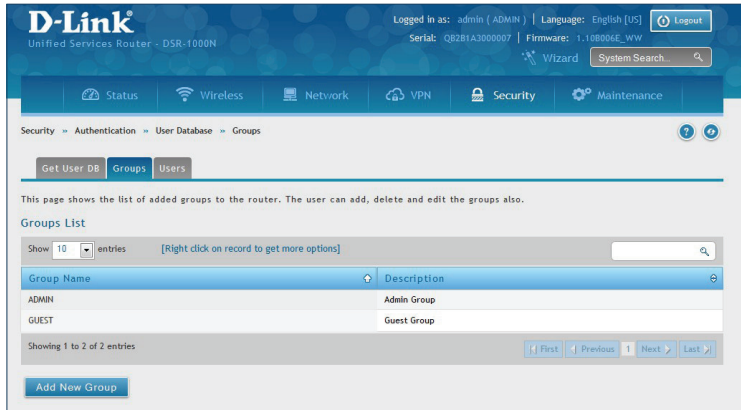 D-Link
Unified Services Router - DSR-1000N
Logged in as: admin ( ADMIN ) | Language: English [US]
Logout
Serial: QB2B1A3000007 | Firmware: 1.10B006E_WW
Wizard
System Search...
Status
Wireless
Network
VPN
Security
Maintenance
Security » Authentication » User Database » Groups
?
Get User DB
Groups
Users
This page shows the list of added groups to the router. The user can add, delete and edit the groups also.
Groups List
Show 10 entries [Right click on record to get more options]
Group Name Description
ADMIN Admin Group
GUEST Guest Group
Showing 1 to 2 of 2 entries
First Previous 1 Next Last
Add New Group